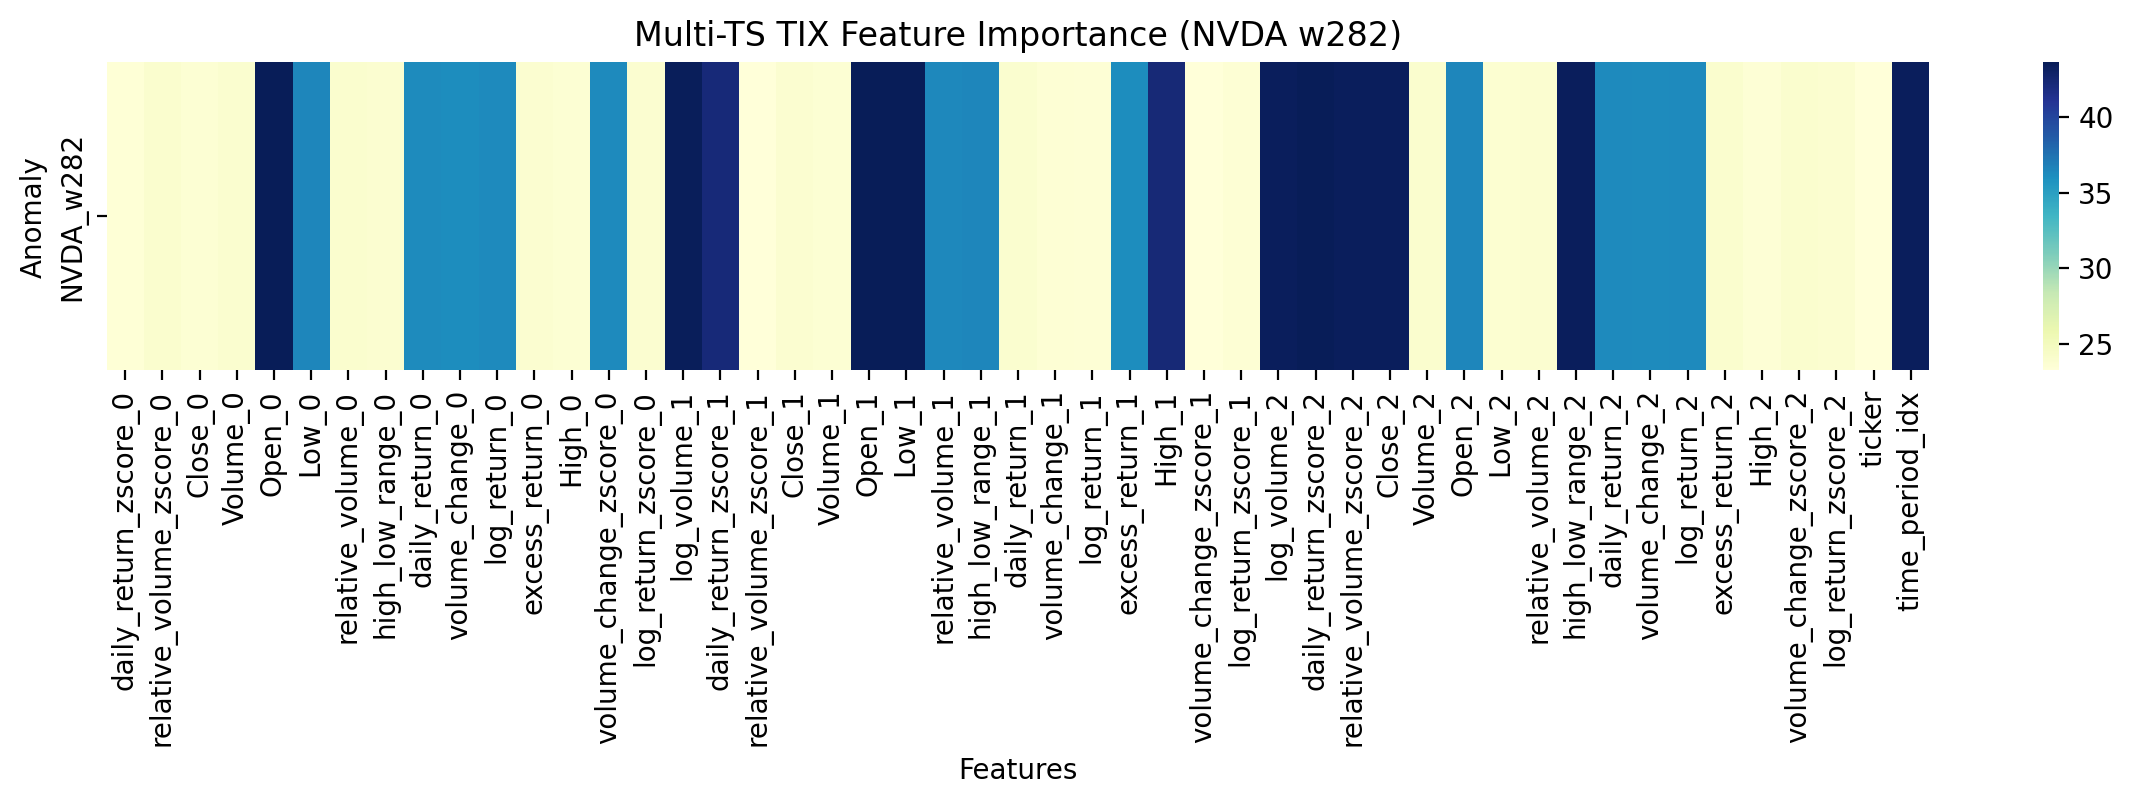 Multi-TS TIX Feature Importance (NVDA w282)
Anomaly
NVDA_w282
40
35
30
25
daily_return_zscore_0
relative_volume_zscore_0
Close_0
Volume_0
Open_0
Low_0
relative_volume_0
high_low_range_0
daily_return_0
volume_change_0
log_return_0
excess_return_0
High_0
volume_change_zscore_0
log_return_zscore_0
log_volume_1
daily_return_zscore_1
relative_volume_zscore_1
Close_1
Volume_1
Open_1
Low_1
relative_volume_1
high_low_range_1
daily_return_1
volume_change_1
log_return_1
excess_return_1
High_1
volume_change_zscore_1
log_return_zscore_1
log_volume_2
daily_return_zscore_2
relative_volume_zscore_2
Close_2
Volume_2
Open_2
Low_2
relative_volume_2
high_low_range_2
daily_return_2
volume_change_2
log_return_2
excess_return_2
High_2
volume_change_zscore_2
log_return_zscore_2
ticker
time_period_idx
Features